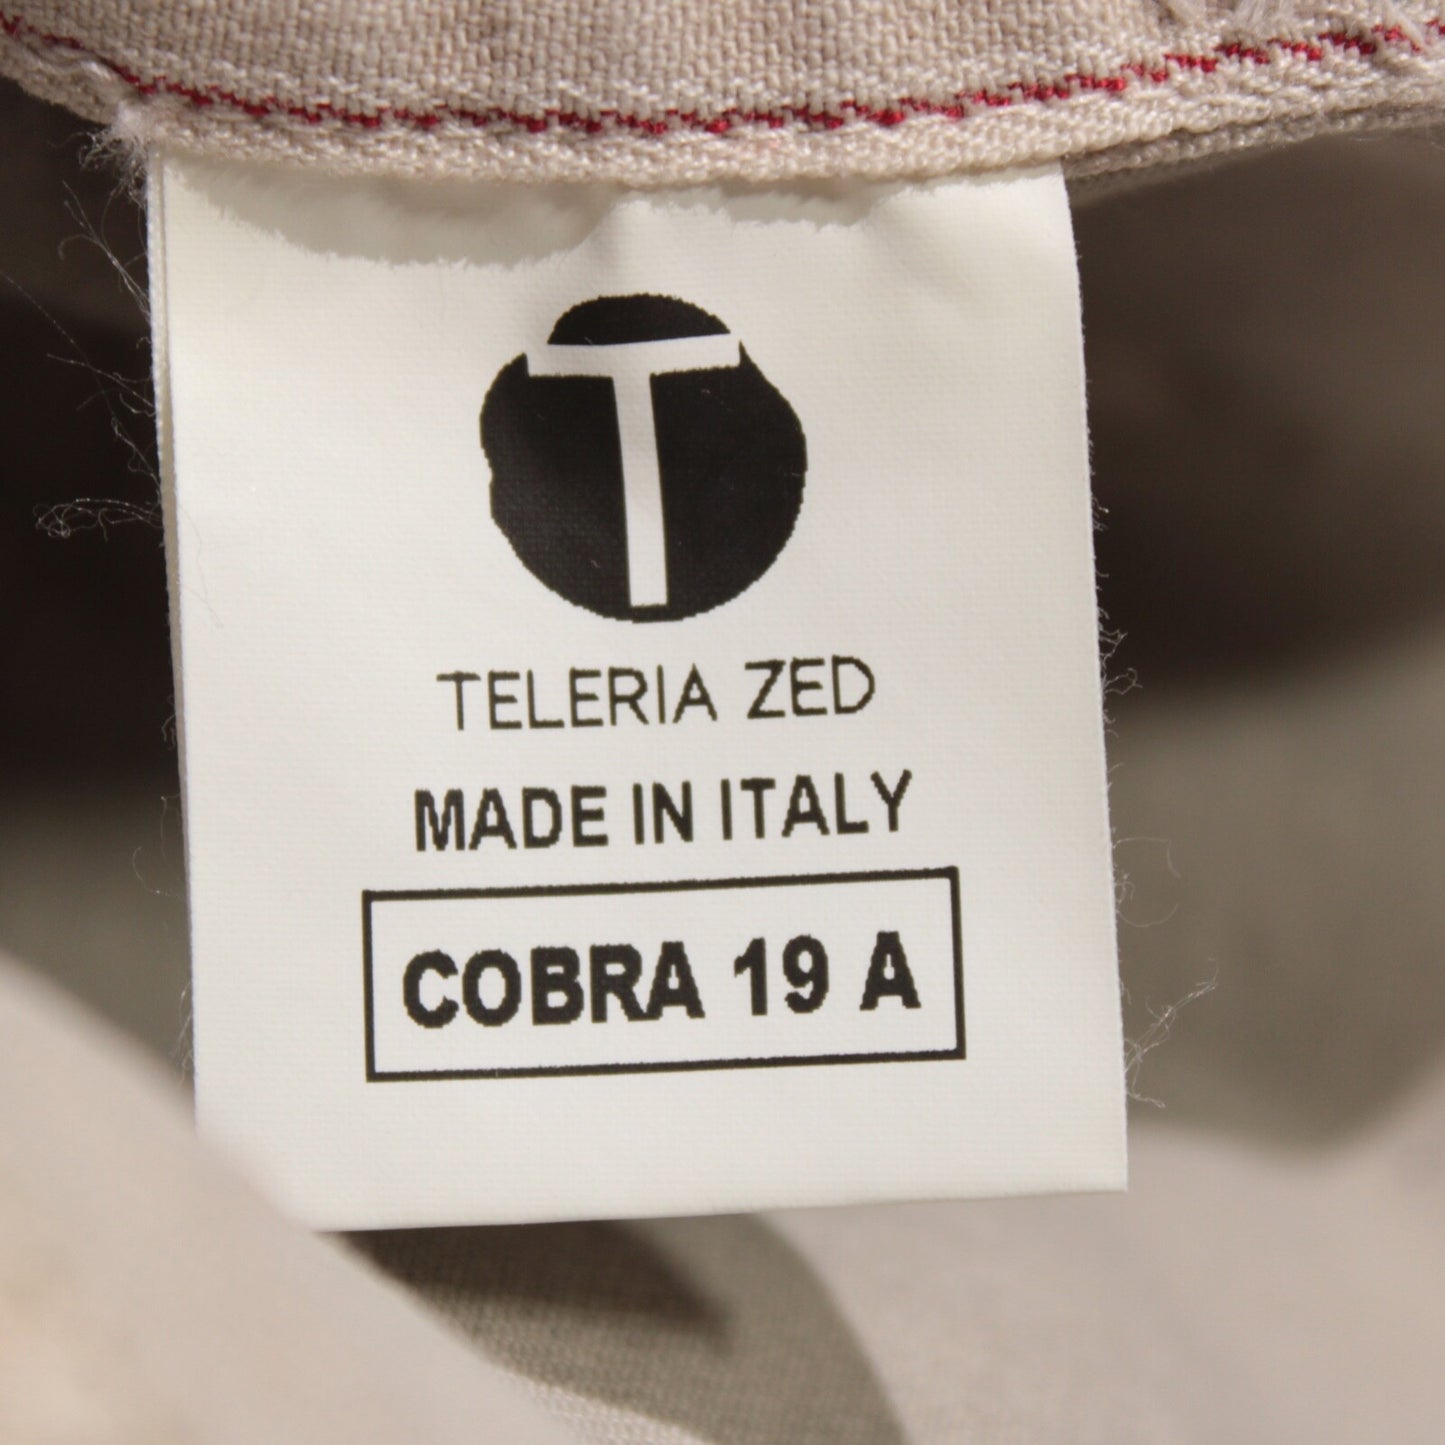 T
TELERIA ZED
MADE IN ITALY
COBRA 19 A